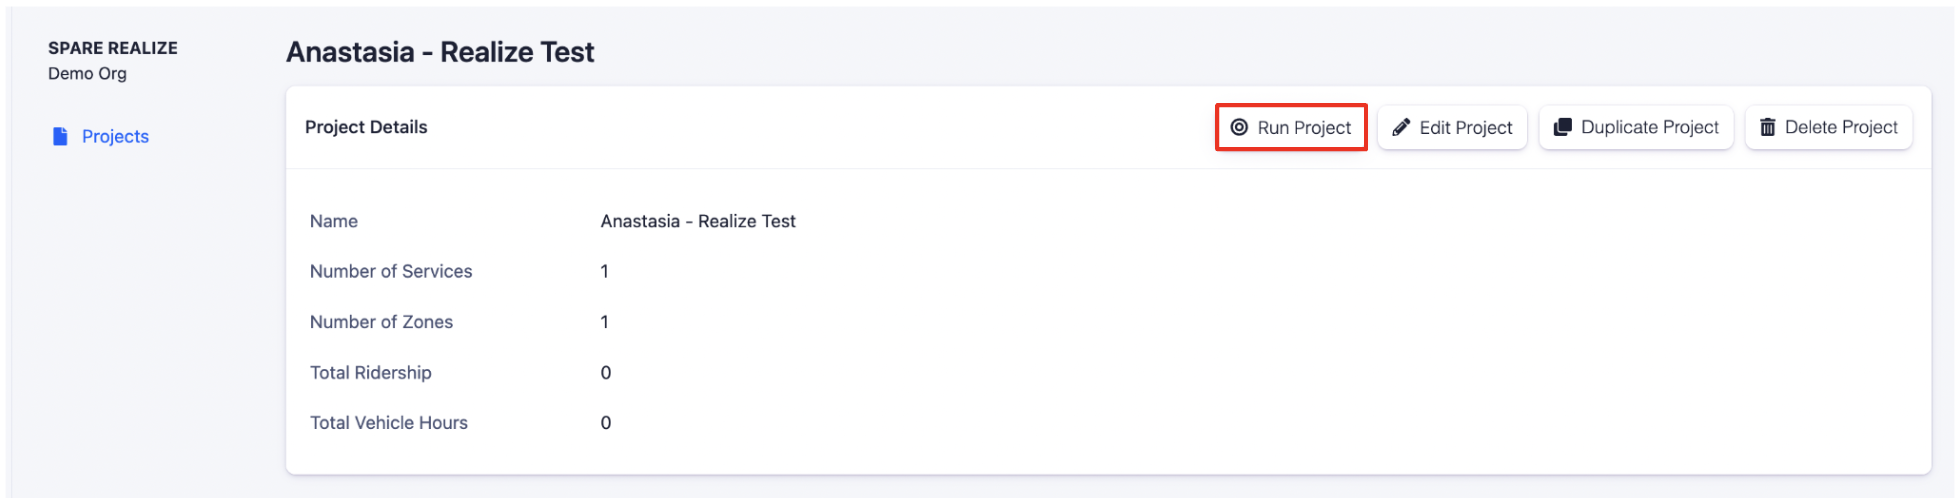 SPARE REALIZE
Demo Org
Projects
Anastasia - Realize Test
Project Details
Run Project
Edit Project
Duplicate Project
Delete Project
Name Anastasia - Realize Test
Number of Services 1
Number of Zones 1
Total Ridership 0
Total Vehicle Hours 0